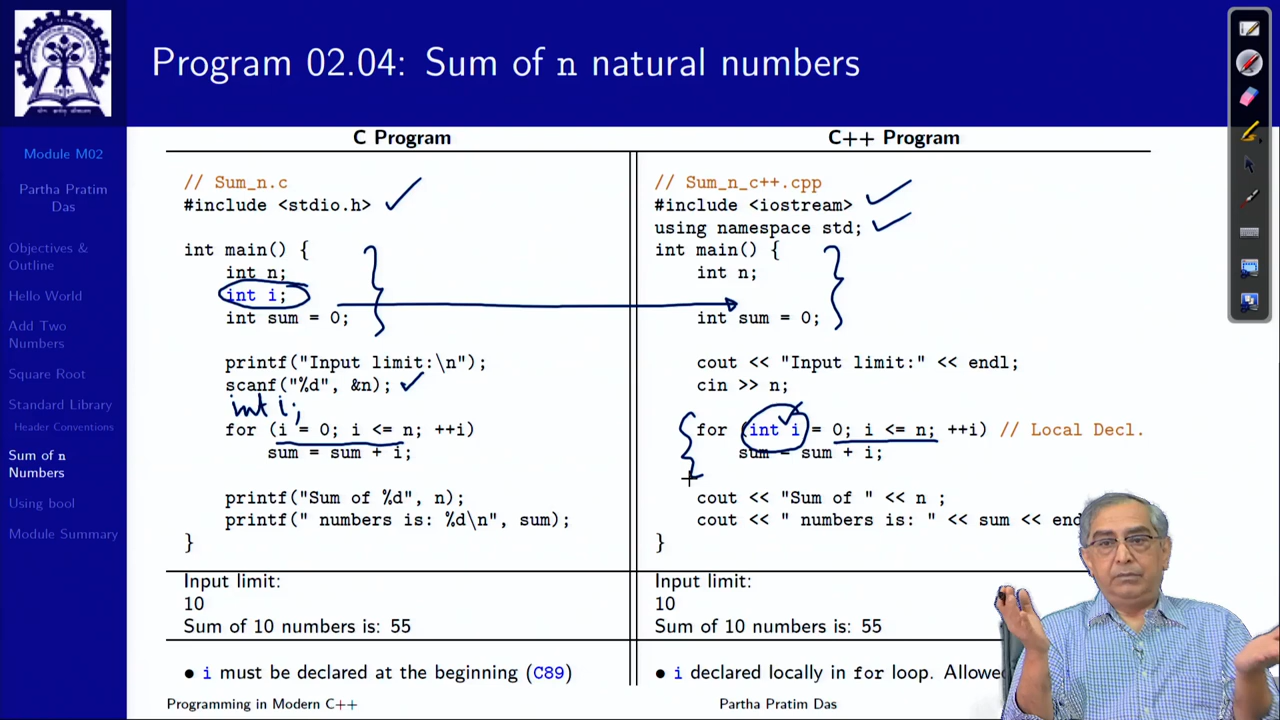 Program 02.04: Sum of n natural numbers
Module M02
Partha Pratim
Das
Objectives &
Outline
Hello World
Add Two
Numbers
Square Root
Standard Library
Header Conventions
Sum of n
Numbers
Using bool
Module Summary
C Program
// Sum_n.c
#include <stdio.h>
int main() {
int n;
int i;
int sum = 0;
printf("Input limit:\n");
scanf("%d", &n);
int i;
for (i = 0; i <= n; ++i)
sum = sum + i;
printf("Sum of %d", n);
printf(" numbers is: %d\n", sum);
}
Input limit:
10
Sum of 10 numbers is: 55
• i must be declared at the beginning (C89)
C++ Program
// Sum_n_c++.cpp
#include <iostream>
using namespace std;
int main() {
int n;
int sum = 0;
cout << "Input limit:" << endl;
cin >> n;
for (int i = 0; i <= n; ++i) // Local Decl.
sum = sum + i;
cout << "Sum of " << n ;
cout << " numbers is: " << sum << end
}
Input limit:
10
Sum of 10 numbers is: 55
• i declared locally in for loop. Allowe
Programming in Modern C++
Partha Pratim Das